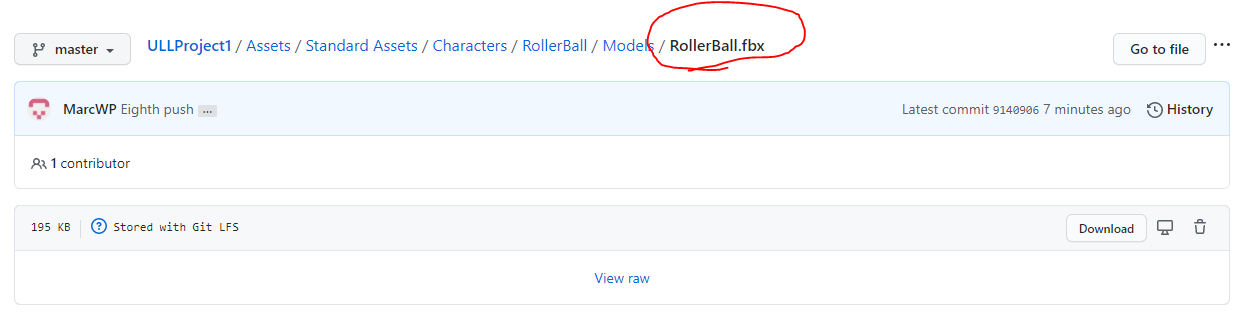 master
ULLProject1 / Assets / Standard Assets / Characters / RollerBall / Models / RollerBall.fbx
Go to file
MarcWP Eighth push ...
Latest commit 9140906 7 minutes ago
History
1 contributor
195 KB
Stored with Git LFS
Download
View raw